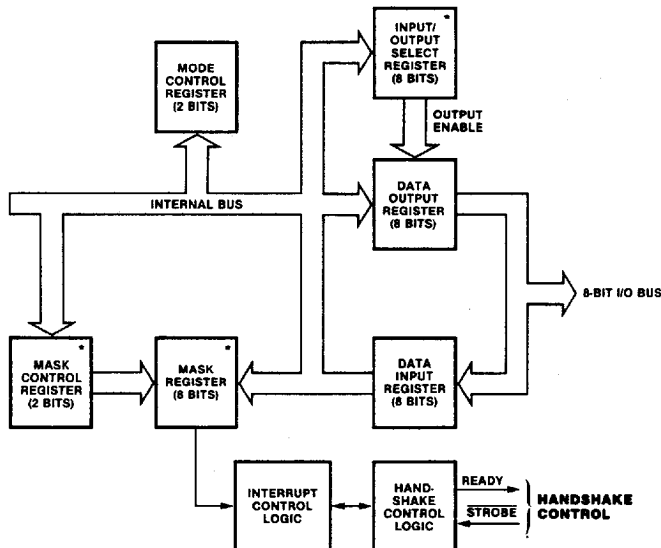 *
INPUT/
OUTPUT
SELECT
REGISTER
(8 BITS)
MODE
CONTROL
REGISTER
(2 BITS)
OUTPUT
ENABLE
INTERNAL BUS
DATA
OUTPUT
REGISTER
(8 BITS)
8-BIT I/O BUS
*
MASK
CONTROL
REGISTER
(2 BITS)
*
MASK
REGISTER
(8 BITS)
DATA
INPUT
REGISTER
(8 BITS)
INTERRUPT
CONTROL
LOGIC
HAND-
SHAKE
CONTROL
LOGIC
READY
STROBE
HANDSHAKE
CONTROL